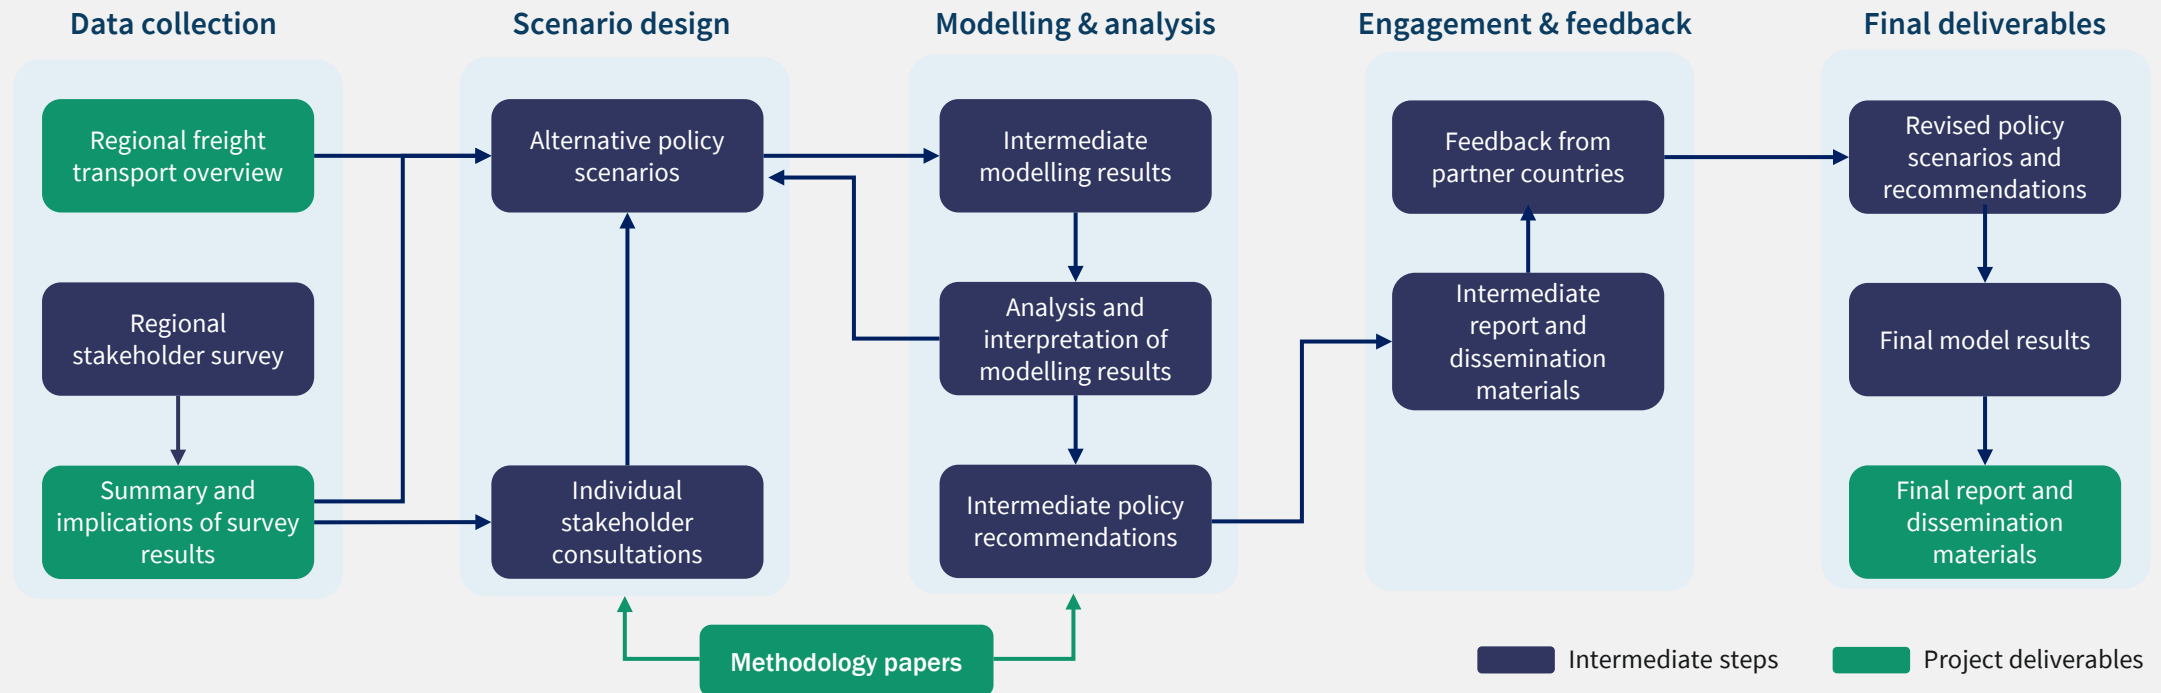 Data collection
Regional freight
transport overview
Regional
stakeholder survey
Summary and
implications of survey
results
Scenario design
Alternative policy
scenarios
Individual
stakeholder
consultations
Modelling & analysis
Intermediate
modelling results
Analysis and
interpretation of
modelling results
Intermediate policy
recommendations
Engagement & feedback
Feedback from
partner countries
Intermediate
report and
dissemination
materials
Final deliverables
Revised policy
scenarios and
recommendations
Final model results
Final report and
dissemination
materials
Methodology papers
Intermediate steps
Project deliverables